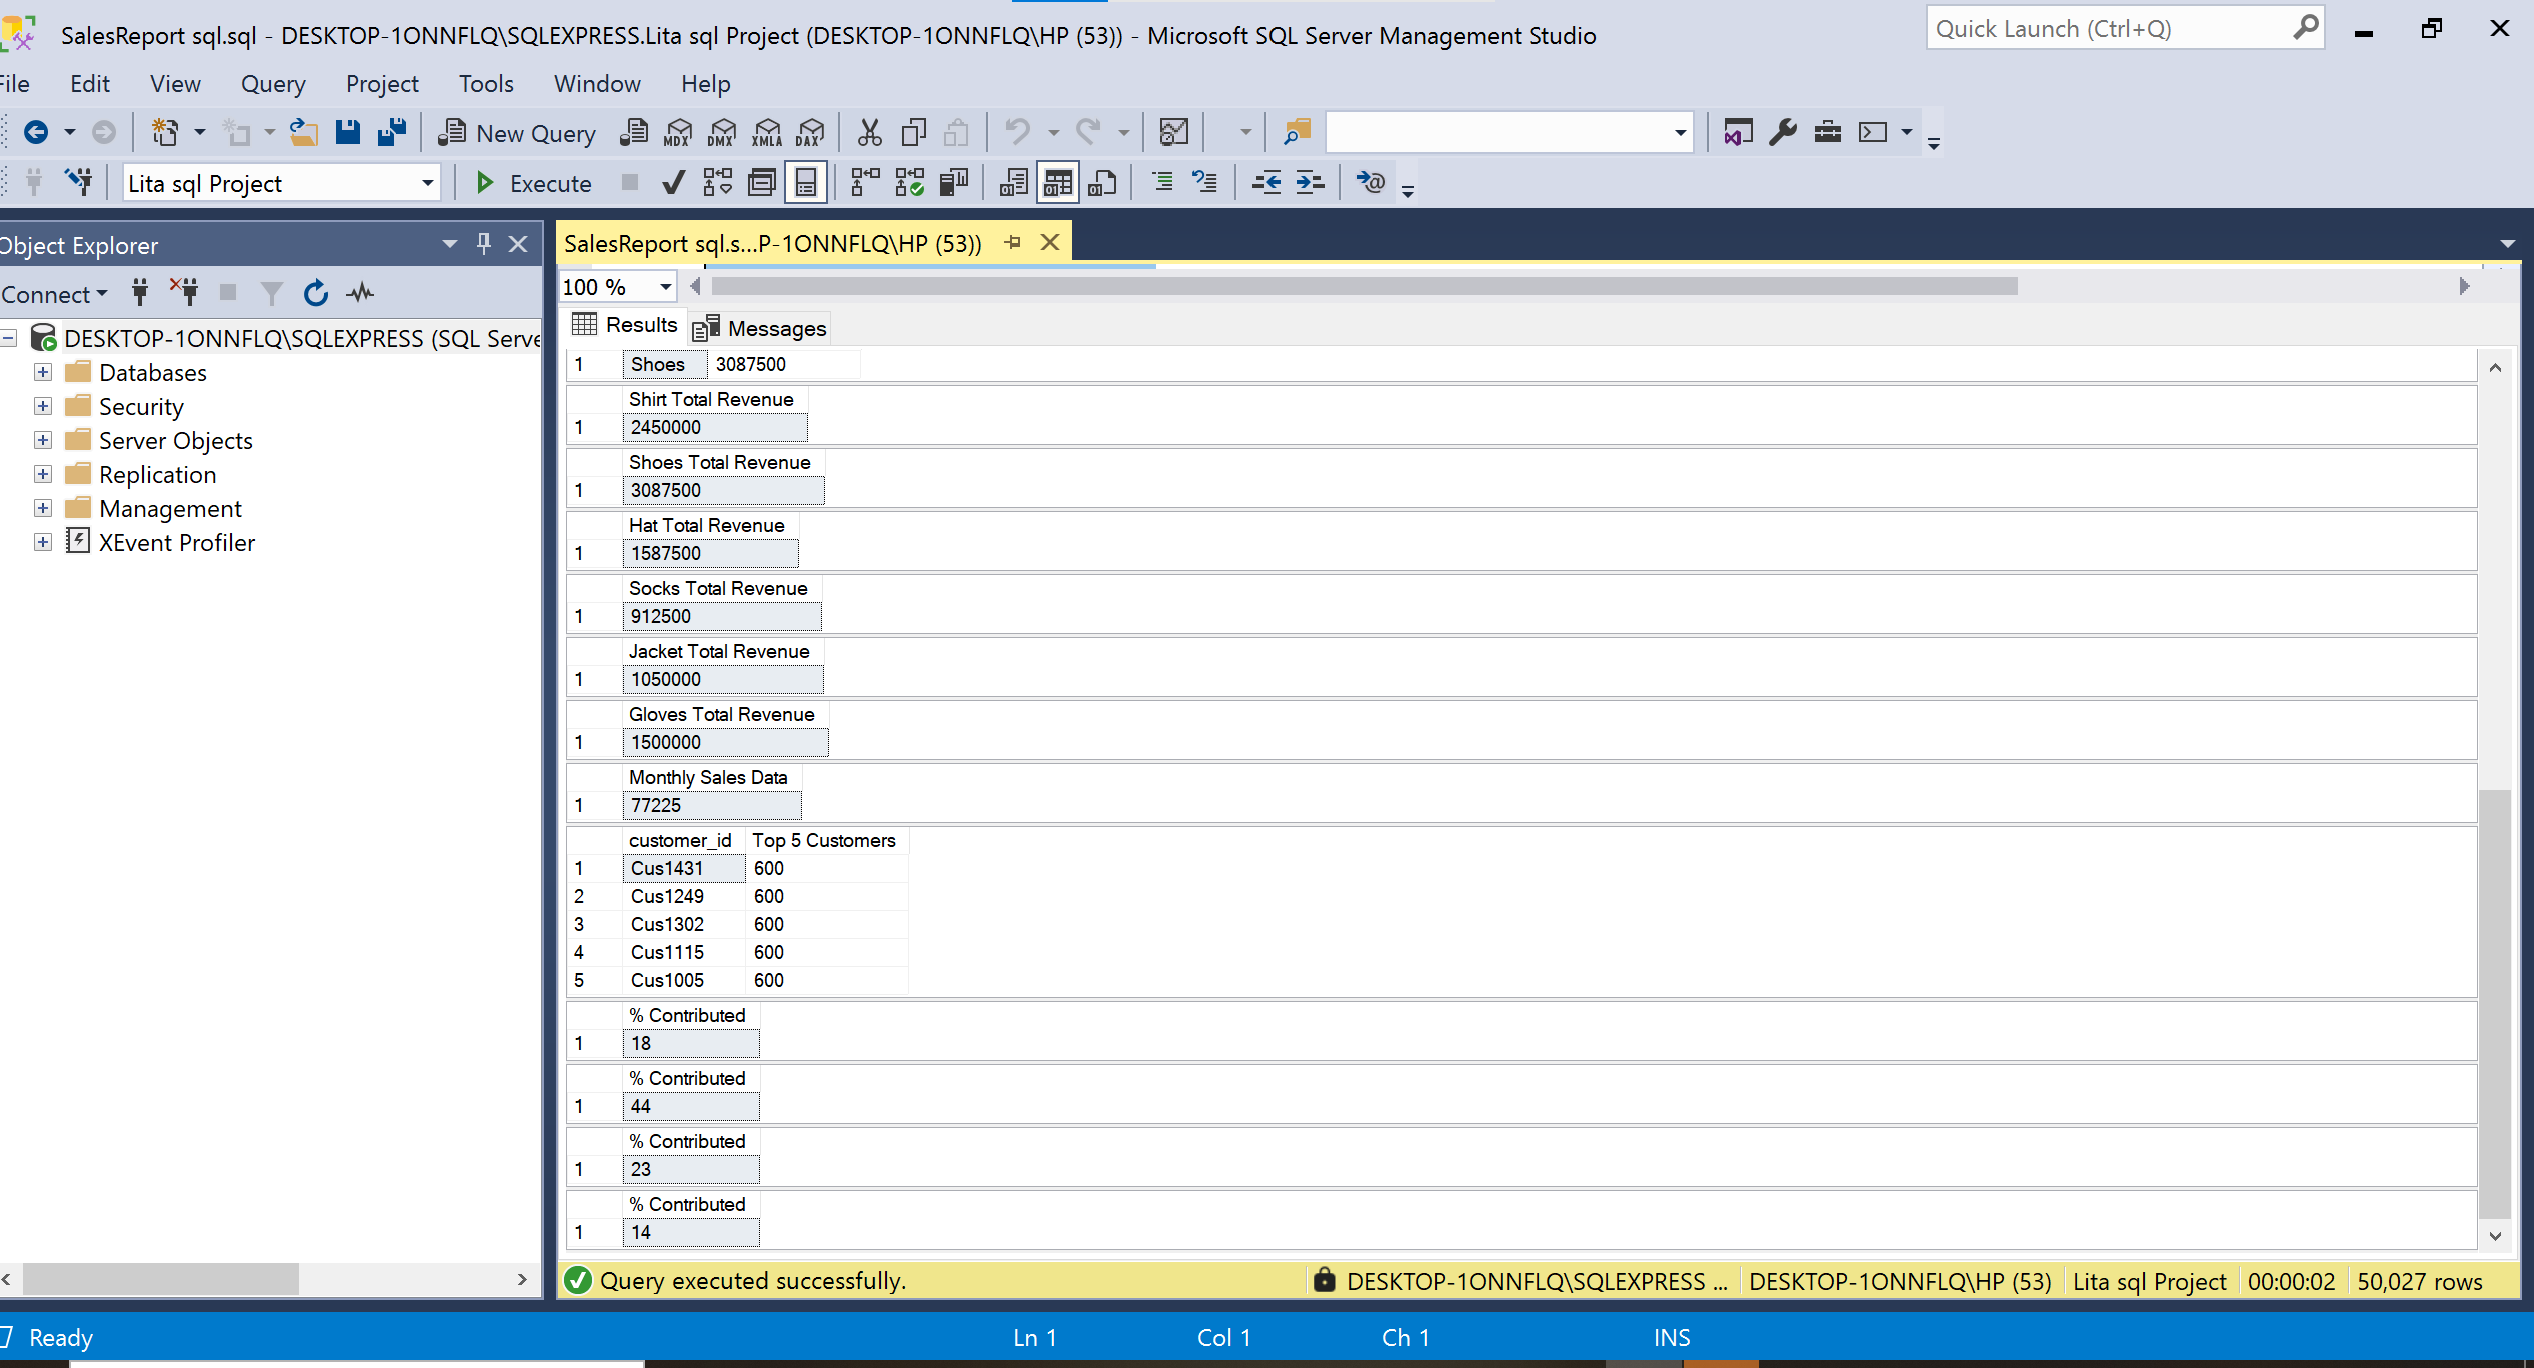 SalesReport sql.sql - DESKTOP-1ONNFLQ\SQLEXPRESS.Lita sql Project (DESKTOP-1ONNFLQ\HP (53)) - Microsoft SQL Server Management Studio
Quick Launch (Ctrl+Q)
File Edit View Query Project Tools Window Help
New Query MDX DMX XMLA DAX
Lita sql Project Execute
Object Explorer
SalesReport sql.s...P-1ONNFLQ\HP (53))
Connect
100 %
Results Messages
DESKTOP-1ONNFLQ\SQLEXPRESS (SQL Serve
Databases
Security
Server Objects
Replication
Management
XEvent Profiler
1 Shoes 3087500
Shirt Total Revenue
1 2450000
Shoes Total Revenue
1 3087500
Hat Total Revenue
1 1587500
Socks Total Revenue
1 912500
Jacket Total Revenue
1 1050000
Gloves Total Revenue
1 1500000
Monthly Sales Data
1 77225
customer_id Top 5 Customers
1 Cus1431 600
2 Cus1249 600
3 Cus1302 600
4 Cus1115 600
5 Cus1005 600
% Contributed
1 18
% Contributed
1 44
% Contributed
1 23
% Contributed
1 14
Query executed successfully. DESKTOP-1ONNFLQ\SQLEXPRESS ... DESKTOP-1ONNFLQ\HP (53) Lita sql Project 00:00:02 50,027 rows
Ready Ln 1 Col 1 Ch 1 INS